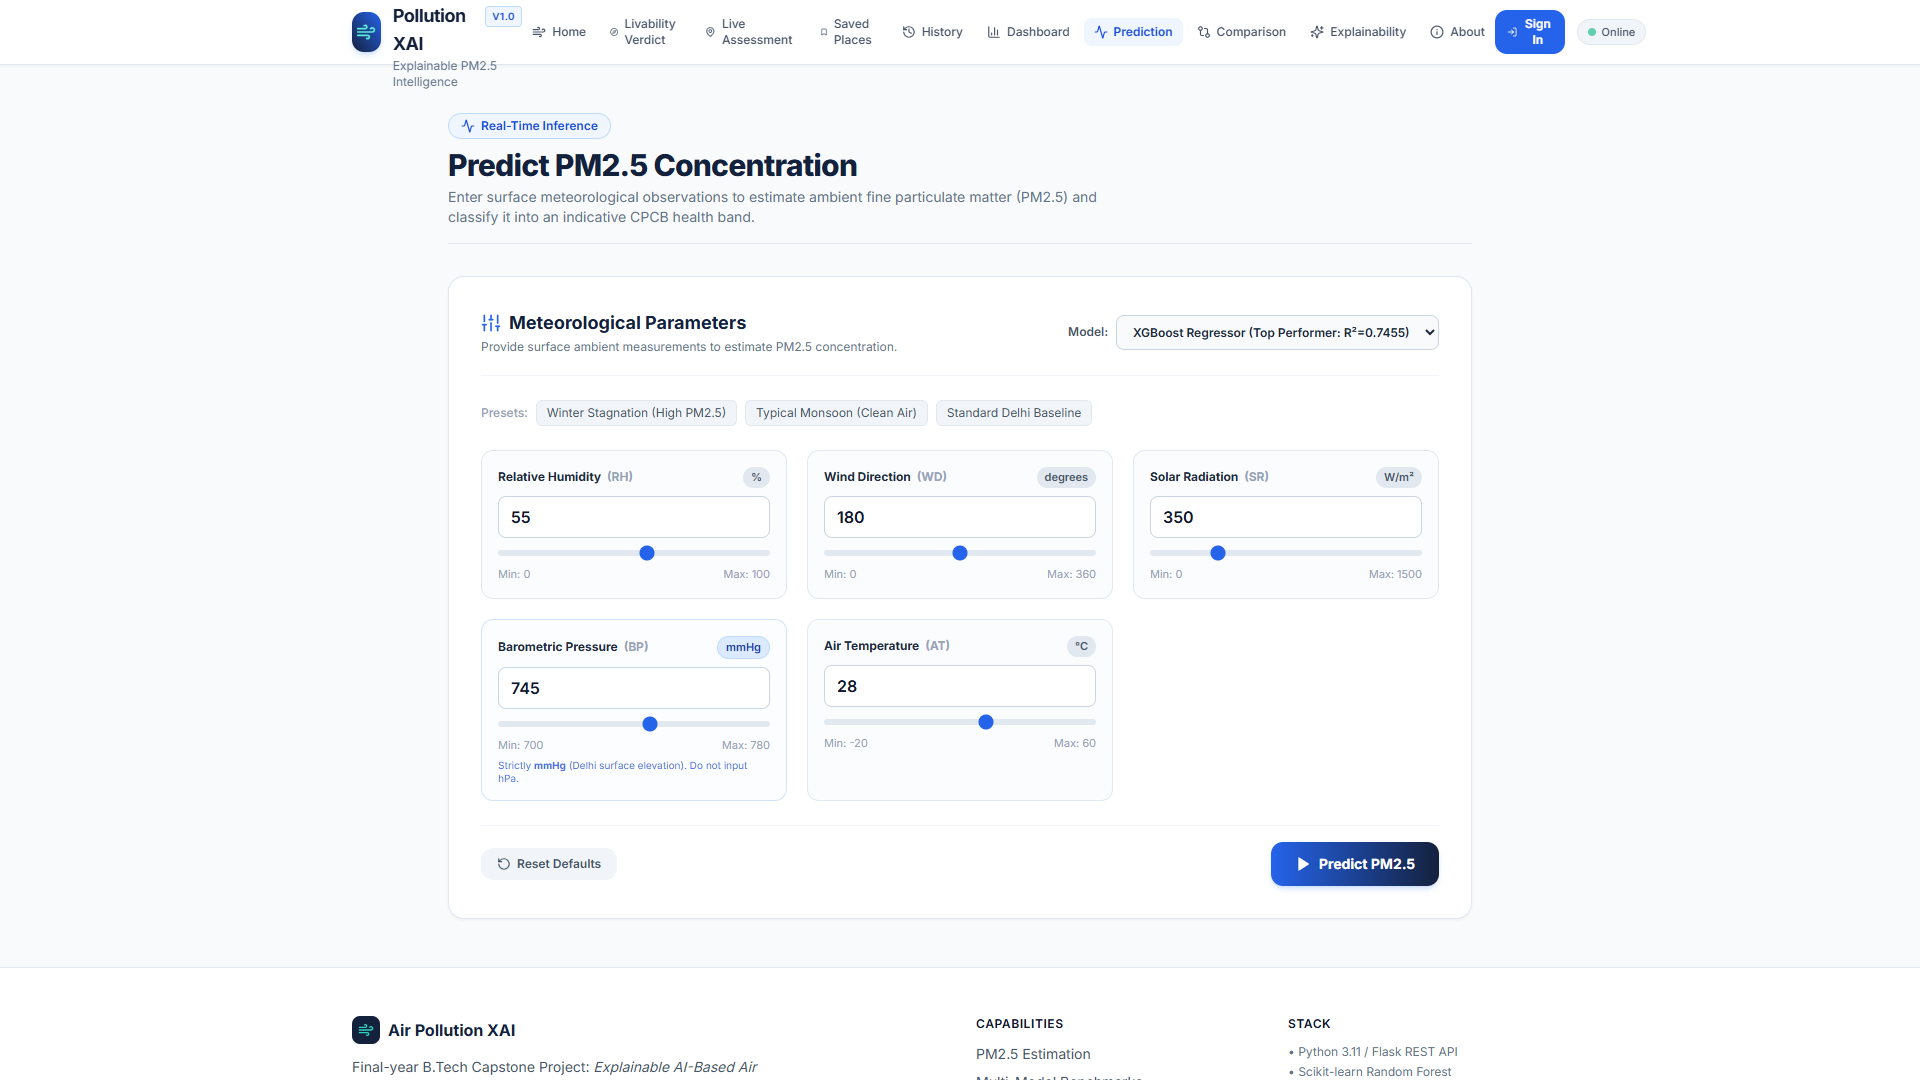 Pollution XAI
V1.0
Explainable PM2.5 Intelligence
Home
Livability Verdict
Live Assessment
Saved Places
History
Dashboard
Prediction
Comparison
Explainability
About
Sign In
Online
Real-Time Inference
Predict PM2.5 Concentration
Enter surface meteorological observations to estimate ambient fine particulate matter (PM2.5) and
classify it into an indicative CPCB health band.
Meteorological Parameters
Provide surface ambient measurements to estimate PM2.5 concentration.
Model:
XGBoost Regressor (Top Performer: R²=0.7455)
Presets:
Winter Stagnation (High PM2.5)
Typical Monsoon (Clean Air)
Standard Delhi Baseline
Relative Humidity (RH)
%
55
Min: 0
Max: 100
Wind Direction (WD)
degrees
180
Min: 0
Max: 360
Solar Radiation (SR)
W/m²
350
Min: 0
Max: 1500
Barometric Pressure (BP)
mmHg
745
Min: 700
Max: 780
Strictly mmHg (Delhi surface elevation). Do not input
hPa.
Air Temperature (AT)
°C
28
Min: -20
Max: 60
Reset Defaults
Predict PM2.5
Air Pollution XAI
Final-year B.Tech Capstone Project: Explainable AI-Based Air
CAPABILITIES
PM2.5 Estimation
Multi-Model Benchmarks
STACK
• Python 3.11 / Flask REST API
• Scikit-learn Random Forest